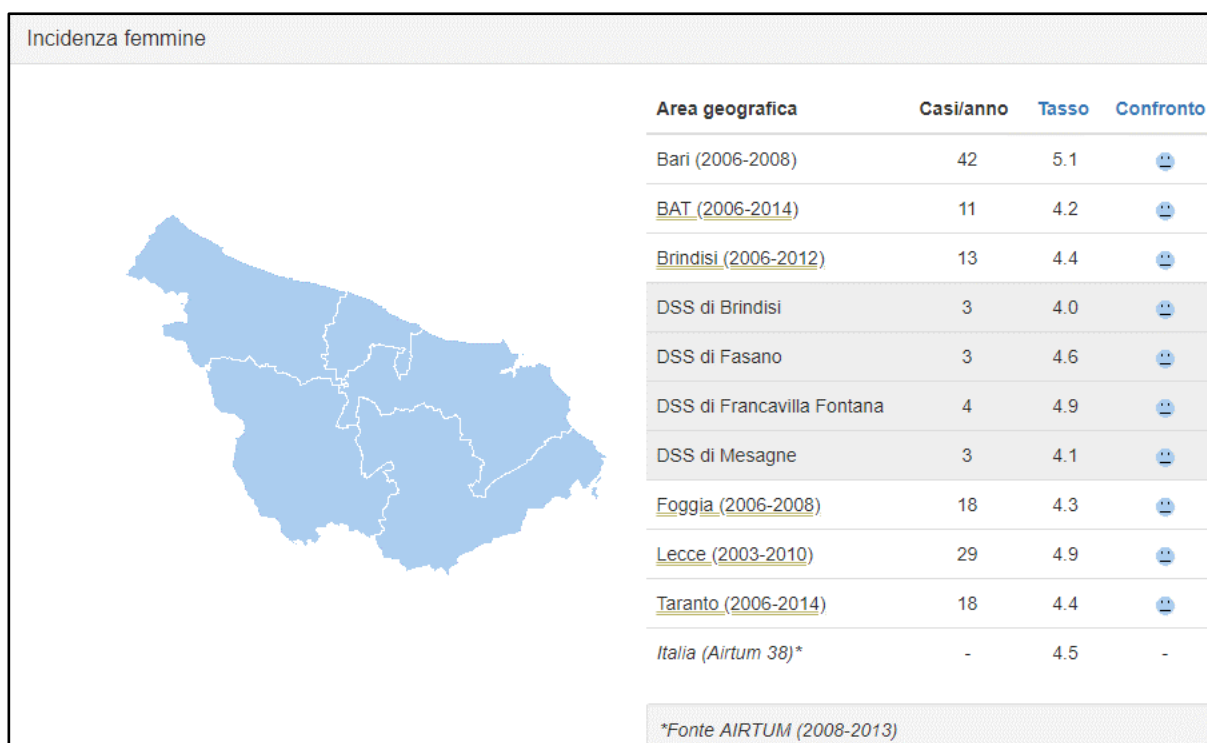 Incidenza femmine
Area geografica Casi/anno Tasso Confronto
Bari (2006-2008) 42 5.1
BAT (2006-2014) 11 4.2
Brindisi (2006-2012) 13 4.4
DSS di Brindisi 3 4.0
DSS di Fasano 3 4.6
DSS di Francavilla Fontana 4 4.9
DSS di Mesagne 3 4.1
Foggia (2006-2008) 18 4.3
Lecce (2003-2010) 29 4.9
Taranto (2006-2014) 18 4.4
Italia (Airtum 38)* - 4.5 -
*Fonte AIRTUM (2008-2013)